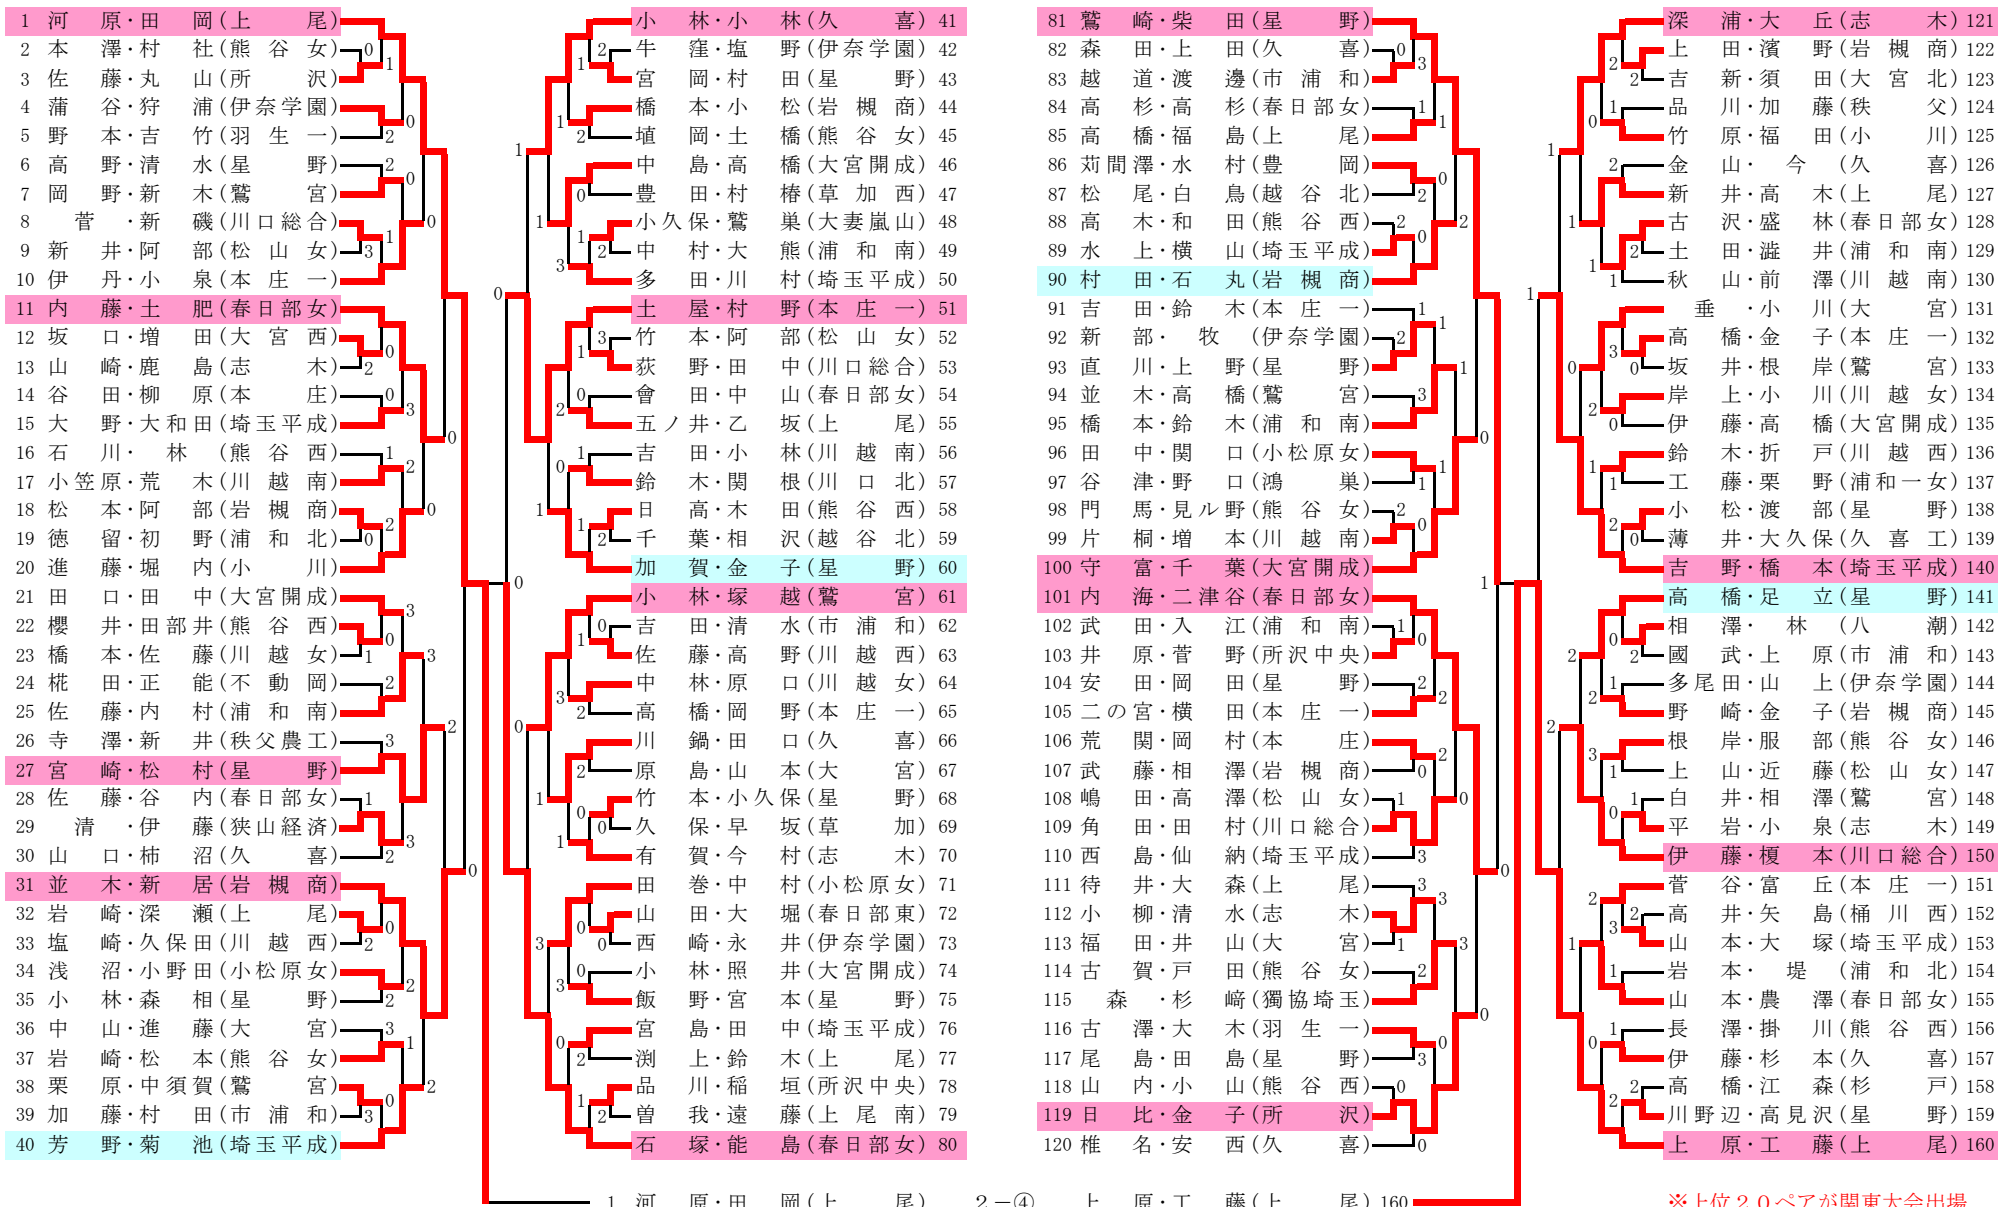 1 河原・田岡(上尾)
2 本澤・村社(熊谷女)
3 佐藤・丸山(所沢)
4 蒲谷・狩浦(伊奈学園)
5 野本・吉竹(羽生一)
6 高野・清水(星野)
7 岡野・新木(鷲宮)
8 菅・新磯(川口総合)
9 新井・阿部(松山女)
10 伊丹・小泉(本庄一)
11 内藤・土肥(春日部女)
12 坂口・増田(大宮西)
13 山崎・鹿島(志木)
14 谷田・柳原(本庄)
15 大野・大和田(埼玉平成)
16 石川・林(熊谷西)
17 小笠原・荒木(川越南)
18 松本・阿部(岩槻商)
19 徳留・初野(浦和北)
20 進藤・堀内(小川)
21 田口・田中(大宮開成)
22 櫻井・田部井(熊谷西)
23 橋本・佐藤(川越女)
24 椛田・正能(不動岡)
25 佐藤・内村(浦和南)
26 寺澤・新井(秩父農工)
27 宮崎・松村(星野)
28 佐藤・谷内(春日部女)
29 清・伊藤(狭山経済)
30 山口・柿沼(久喜)
31 並木・新居(岩槻商)
32 岩崎・深瀬(上尾)
33 塩崎・久保田(川越西)
34 浅沼・小野田(小松原女)
35 小林・森相(星野)
36 中山・進藤(大宮)
37 岩崎・松本(熊谷女)
38 栗原・中須賀(鷲宮)
39 加藤・村田(市浦和)
40 芳野・菊池(埼玉平成)
小林・小林(久喜) 41
牛窪・塩野(伊奈学園) 42
宮岡・村田(星野) 43
橋本・小松(岩槻商) 44
埴岡・土橋(熊谷女) 45
中島・高橋(大宮開成) 46
豊田・村椿(草加西) 47
小久保・鷲巣(大妻嵐山) 48
中村・大熊(浦和南) 49
多田・川村(埼玉平成) 50
土屋・村野(本庄一) 51
竹本・阿部(松山女) 52
荻野・田中(川口総合) 53
會田・中山(春日部女) 54
五ノ井・乙坂(上尾) 55
吉田・小林(川越南) 56
鈴木・関根(川口北) 57
日高・木田(熊谷西) 58
千葉・相沢(越谷北) 59
加賀・金子(星野) 60
小林・塚越(鷲宮) 61
吉田・清水(市浦和) 62
佐藤・高野(川越西) 63
中林・原口(川越女) 64
高橋・岡野(本庄一) 65
川鍋・田口(久喜) 66
原島・山本(大宮) 67
竹本・小久保(星野) 68
久保・早坂(草加) 69
有賀・今村(志木) 70
田巻・中村(小松原女) 71
山田・大堀(春日部東) 72
西崎・永井(伊奈学園) 73
小林・照井(大宮開成) 74
飯野・宮本(星野) 75
宮島・田中(埼玉平成) 76
渕上・鈴木(上尾) 77
品川・稲垣(所沢中央) 78
曽我・遠藤(上尾南) 79
石塚・能島(春日部女) 80
81 鷲崎・柴田(星野)
82 森田・上田(久喜)
83 越道・渡邊(市浦和)
84 高杉・高杉(春日部女)
85 高橋・福島(上尾)
86 苅間澤・水村(豊岡)
87 松尾・白鳥(越谷北)
88 高木・和田(熊谷西)
89 水上・横山(埼玉平成)
90 村田・石丸(岩槻商)
91 吉田・鈴木(本庄一)
92 新部・牧(伊奈学園)
93 直川・上野(星野)
94 並木・高橋(鷲宮)
95 橋本・鈴木(浦和南)
96 田中・関口(小松原女)
97 谷津・野口(鴻巣)
98 門馬・見ル野(熊谷女)
99 片桐・増本(川越南)
100 守富・千葉(大宮開成)
101 内海・二津谷(春日部女)
102 武田・入江(浦和南)
103 井原・菅野(所沢中央)
104 安田・岡田(星野)
105 二の宮・横田(本庄一)
106 荒関・岡村(本庄)
107 武藤・相澤(岩槻商)
108 嶋田・高澤(松山女)
109 角田・田村(川口総合)
110 西島・仙納(埼玉平成)
111 待井・大森(上尾)
112 小柳・清水(志木)
113 福田・井山(大宮)
114 古賀・戸田(熊谷女)
115 森・杉﨑(獨協埼玉)
116 古澤・大木(羽生一)
117 尾島・田島(星野)
118 山内・小山(熊谷西)
119 日比・金子(所沢)
120 椎名・安西(久喜)
深浦・大丘(志木) 121
上田・濱野(岩槻商) 122
吉新・須田(大宮北) 123
品川・加藤(秩父) 124
竹原・福田(小川) 125
金山・今(久喜) 126
新井・高木(上尾) 127
古沢・盛林(春日部女) 128
土田・澁井(浦和南) 129
秋山・前澤(川越南) 130
垂・小川(大宮) 131
高橋・金子(本庄一) 132
坂井・根岸(鷲宮) 133
岸上・小川(川越女) 134
伊藤・高橋(大宮開成) 135
鈴木・折戸(川越西) 136
工藤・栗野(浦和一女) 137
小松・渡部(星野) 138
薄井・大久保(久喜工) 139
吉野・橋本(埼玉平成) 140
高橋・足立(星野) 141
相澤・林(八潮) 142
國武・上原(市浦和) 143
多尾田・山上(伊奈学園) 144
野崎・金子(岩槻商) 145
根岸・服部(熊谷女) 146
上山・近藤(松山女) 147
白井・相澤(鷲宮) 148
平岩・小泉(志木) 149
伊藤・榎本(川口総合) 150
菅谷・富丘(本庄一) 151
高井・矢島(桶川西) 152
山本・大塚(埼玉平成) 153
岩本・堤(浦和北) 154
山本・農澤(春日部女) 155
長澤・掛川(熊谷西) 156
伊藤・杉本(久喜) 157
高橋・江森(杉戸) 158
川野辺・高見沢(星野) 159
上原・工藤(上尾) 160
1 河原・田岡(上尾) 2-④ 上原・工藤(上尾) 160
※上位20ペアが関東大会出場